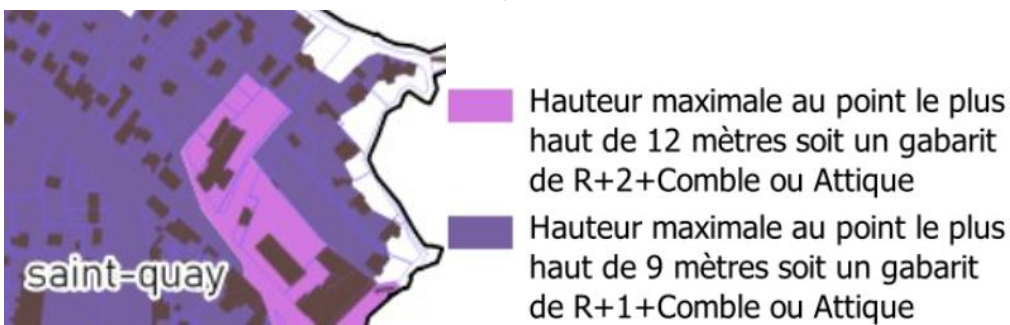 Hauteur maximale au point le plus
haut de 12 mètres soit un gabarit
de R+2+Comble ou Attique
Hauteur maximale au point le plus
haut de 9 mètres soit un gabarit
de R+1+Comble ou Attique
saint-quay